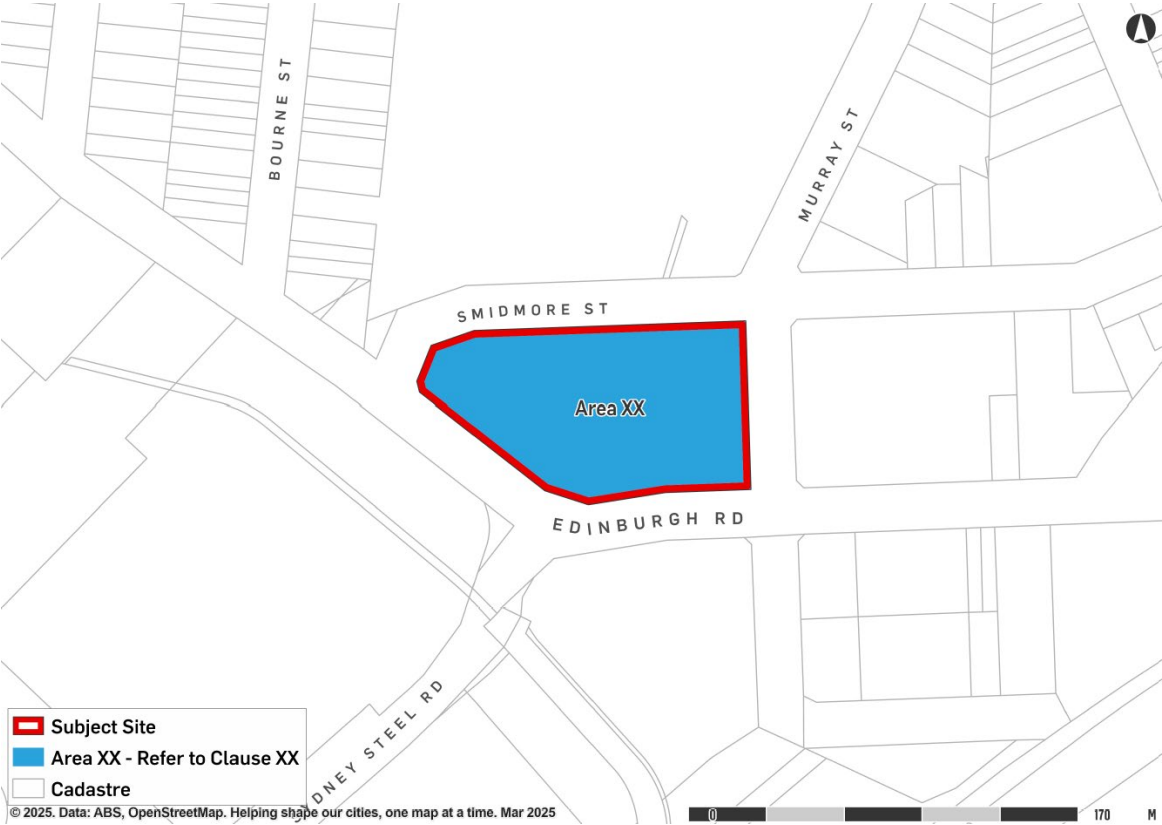 BOURNE ST
MURRAY ST
SMIDMORE ST
Area XX
EDINBURGH RD
SYDNEY STEEL RD
Subject Site
Area XX - Refer to Clause XX
Cadastre
© 2025. Data: ABS, OpenStreetMap. Helping shape our cities, one map at a time. Mar 2025
0 170 M